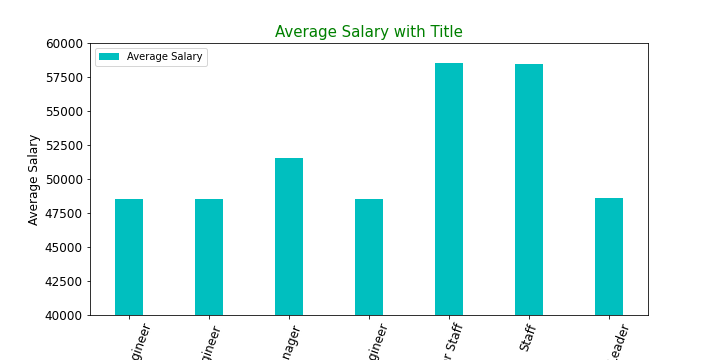 Average Salary with Title
Average Salary
Average Salary
60000
57500
55000
52500
50000
47500
45000
42500
40000
gineer
gineer
nager
gineer
r Staff
Staff
eader